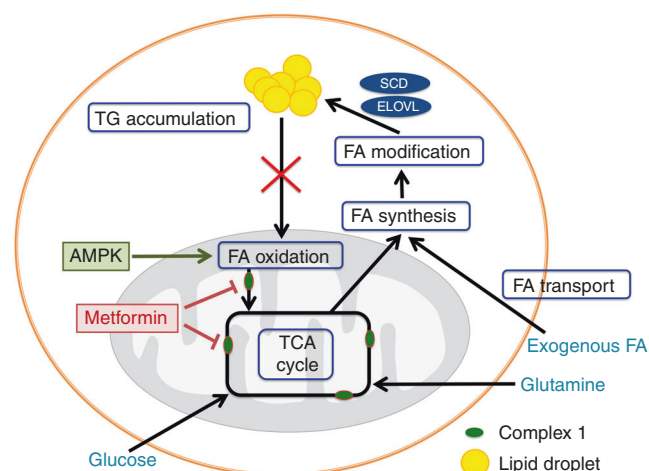 SCD
ELOVL
TG accumulation
FA modification
FA synthesis
AMPK
FA oxidation
FA transport
Metformin
TCA
cycle
Exogenous FA
Glutamine
Glucose
Complex 1
Lipid droplet